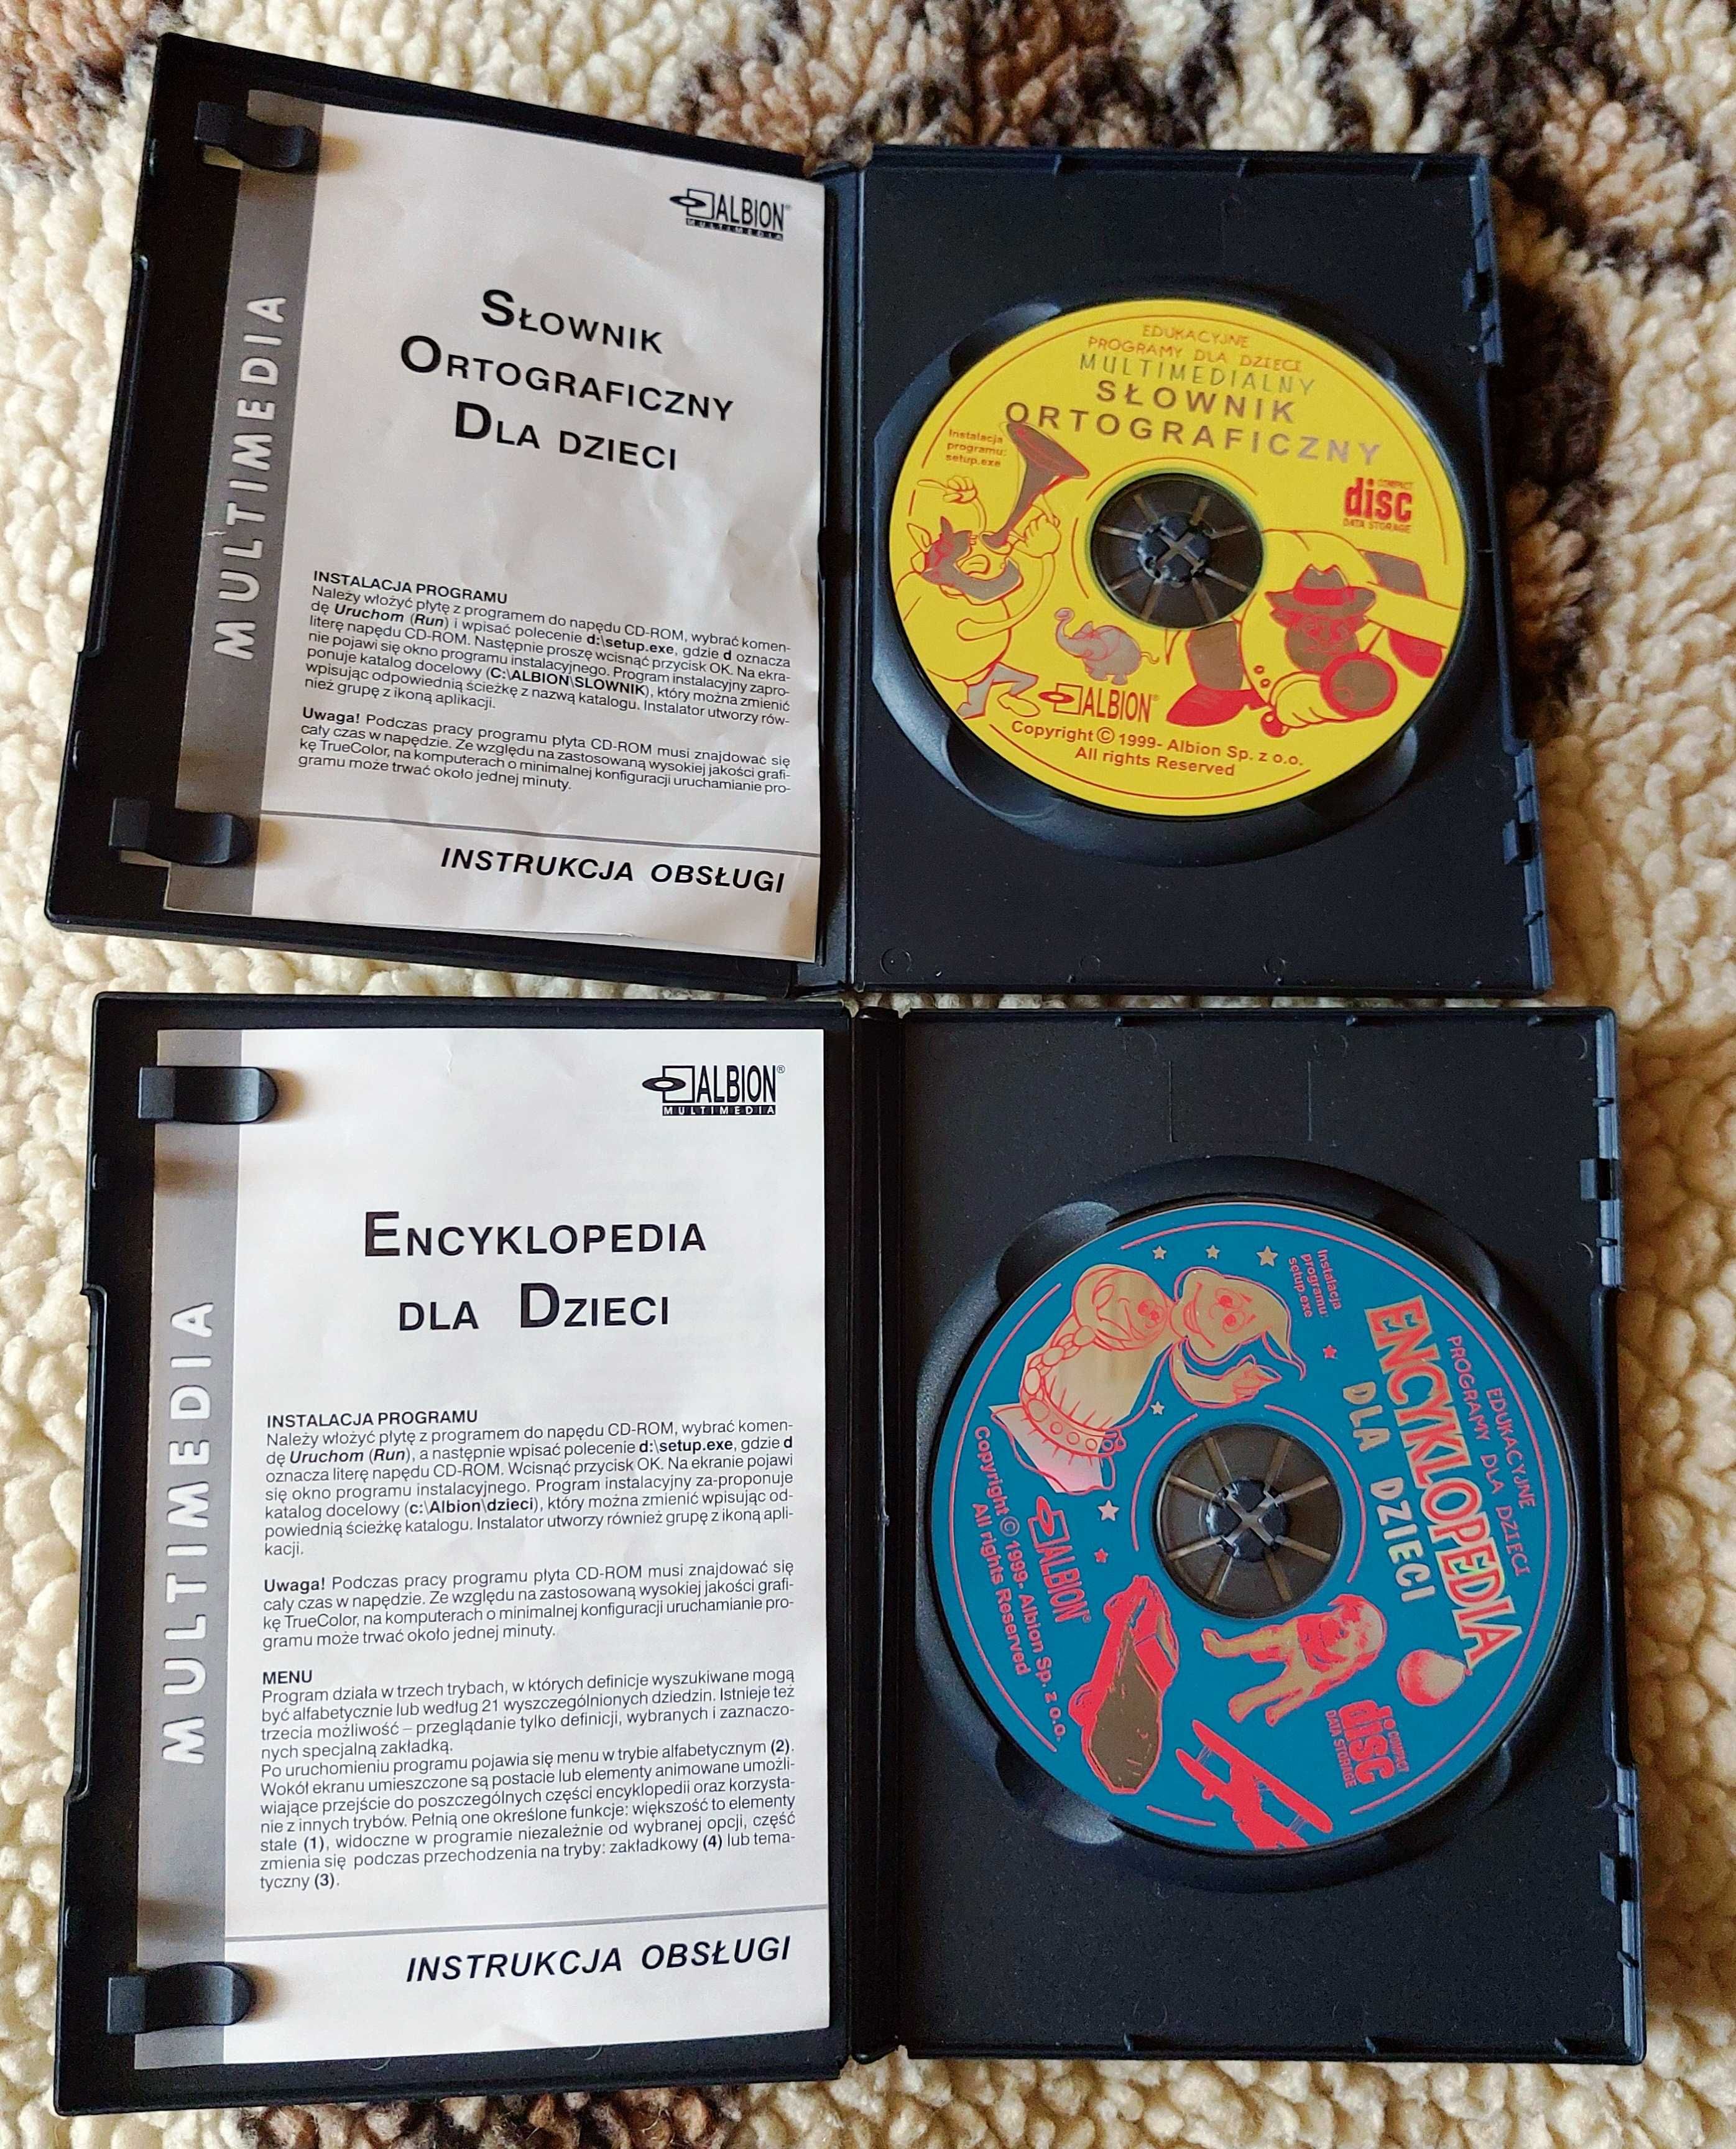 ALBION®
MULTIMEDIA
MULTIMEDIA
SŁOWNIK
ORTOGRAFICZNY
DLA DZIECI
INSTALACJA PROGRAMU
Należy włożyć płytę z programem do napędu CD-ROM, wybrać komen-
dę Uruchom (Run) i wpisać polecenie d:\setup.exe, gdzie d oznacza
literę napędu CD-ROM. Następnie proszę wcisnąć przycisk OK. Na ekra-
nie pojawi się okno programu instalacyjnego. Program instalacyjny zapro-
ponuje katalog docelowy (C:\ALBION\SLOWNIK), który można zmienić
wpisując odpowiednią ścieżkę z nazwą katalogu. Instalator utworzy rów-
nież grupę z ikoną aplikacji.
Uwaga! Podczas pracy programu płyta CD-ROM musi znajdować się
cały czas w napędzie. Ze względu na zastosowaną wysokiej jakości grafi-
kę TrueColor, na komputerach o minimalnej konfiguracji uruchamianie pro-
gramu może trwać około jednej minuty.
INSTRUKCJA OBSŁUGI
EDUKACYJNE
PROGRAMY DLA DZIECI
MULTIMEDIALNY
SŁOWNIK
ORTOGRAFICZNY
Instalacja
programu:
setup.exe
COMPACT
disc
DATA STORAGE
ALBION®
Copyright © 1999- Albion Sp. z o.o.
All rights Reserved
ALBION®
MULTIMEDIA
MULTIMEDIA
ENCYKLOPEDIA
DLA DZIECI
INSTALACJA PROGRAMU
Należy włożyć płytę z programem do napędu CD-ROM, wybrać komen-
dę Uruchom (Run), a następnie wpisać polecenie d:\setup.exe, gdzie d
oznacza literę napędu CD-ROM. Wcisnąć przycisk OK. Na ekranie pojawi
się okno programu instalacyjnego. Program instalacyjny za-proponuje
katalog docelowy (c:\Albion\dzieci), który można zmienić wpisując od-
powiednią ścieżkę katalogu. Instalator utworzy również grupę z ikoną apli-
kacji.
Uwaga! Podczas pracy programu płyta CD-ROM musi znajdować się
cały czas w napędzie. Ze względu na zastosowaną wysokiej jakości grafi-
kę TrueColor, na komputerach o minimalnej konfiguracji uruchamianie pro-
gramu może trwać około jednej minuty.
MENU
Program działa w trzech trybach, w których definicje wyszukiwane mogą
być alfabetycznie lub według 21 wyszczególnionych dziedzin. Istnieje też
trzecia możliwość – przeglądanie tylko definicji, wybranych i zaznaczo-
nych specjalną zakładką.
Po uruchomieniu programu pojawia się menu w trybie alfabetycznym (2).
Wokół ekranu umieszczone są postacie lub elementy animowane umożli-
wiające przejście do poszczególnych części encyklopedii oraz korzysta-
nie z innych trybów. Pełnią one określone funkcje: większość to elementy
stałe (1), widoczne w programie niezależnie od wybranej opcji, część
zmienia się podczas przechodzenia na tryby: zakładkowy (4) lub tema-
tyczny (3).
INSTRUKCJA OBSŁUGI
EDUKACYJNE
PROGRAMY DLA DZIECI
ENCYKLOPEDIA
DLA DZIECI
Instalacja
programu:
setup.exe
COMPACT
disc
DATA STORAGE
ALBION®
Copyright © 1999- Albion Sp. z o.o.
All rights Reserved